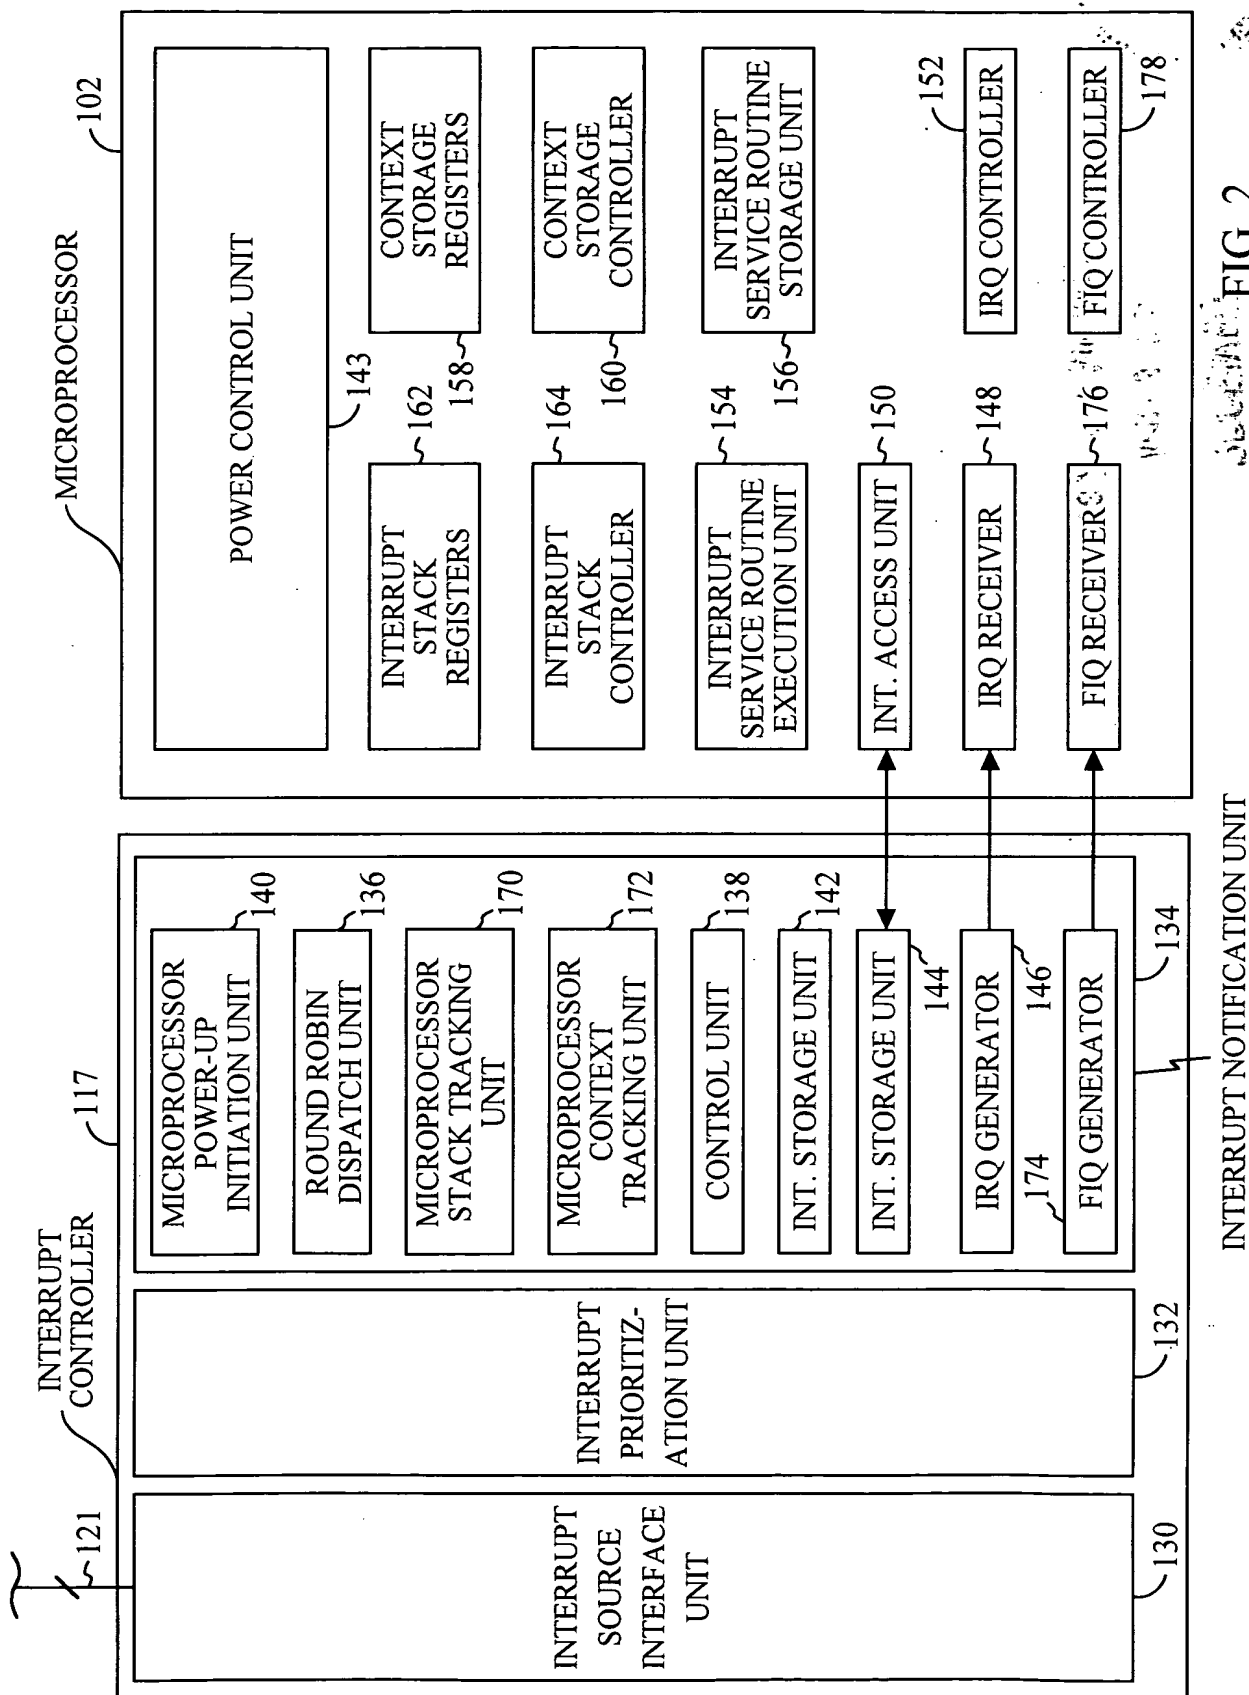 121
INTERRUPT
CONTROLLER
117
INTERRUPT
SOURCE
INTERFACE
UNIT
130
INTERRUPT
PRIORITIZ-
ATION UNIT
132
MICROPROCESSOR
POWER-UP
INITIATION UNIT
140
ROUND ROBIN
DISPATCH UNIT
136
MICROPROCESSOR
STACK TRACKING
UNIT
170
MICROPROCESSOR
CONTEXT
TRACKING UNIT
172
CONTROL UNIT
138
INT. STORAGE UNIT
142
INT. STORAGE UNIT
144
IRQ GENERATOR
146
174
FIQ GENERATOR
134
INTERRUPT NOTIFICATION UNIT
MICROPROCESSOR
102
POWER CONTROL UNIT
143
INTERRUPT
STACK
REGISTERS
162
CONTEXT
STORAGE
REGISTERS
158
INTERRUPT
STACK
CONTROLLER
164
CONTEXT
STORAGE
CONTROLLER
160
INTERRUPT
SERVICE ROUTINE
EXECUTION UNIT
154
INTERRUPT
SERVICE ROUTINE
STORAGE UNIT
156
INT. ACCESS UNIT
150
IRQ RECEIVER
148
IRQ CONTROLLER
152
FIQ RECEIVER
176
FIQ CONTROLLER
178
FIG. 2